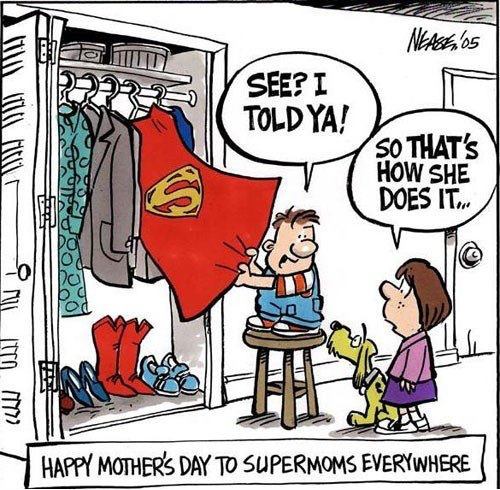 NEASE '05
SEE? I
TOLD YA!
SO THAT'S
HOW SHE
DOES IT...
S
HAPPY MOTHER'S DAY TO SUPERMOMS EVERYWHERE